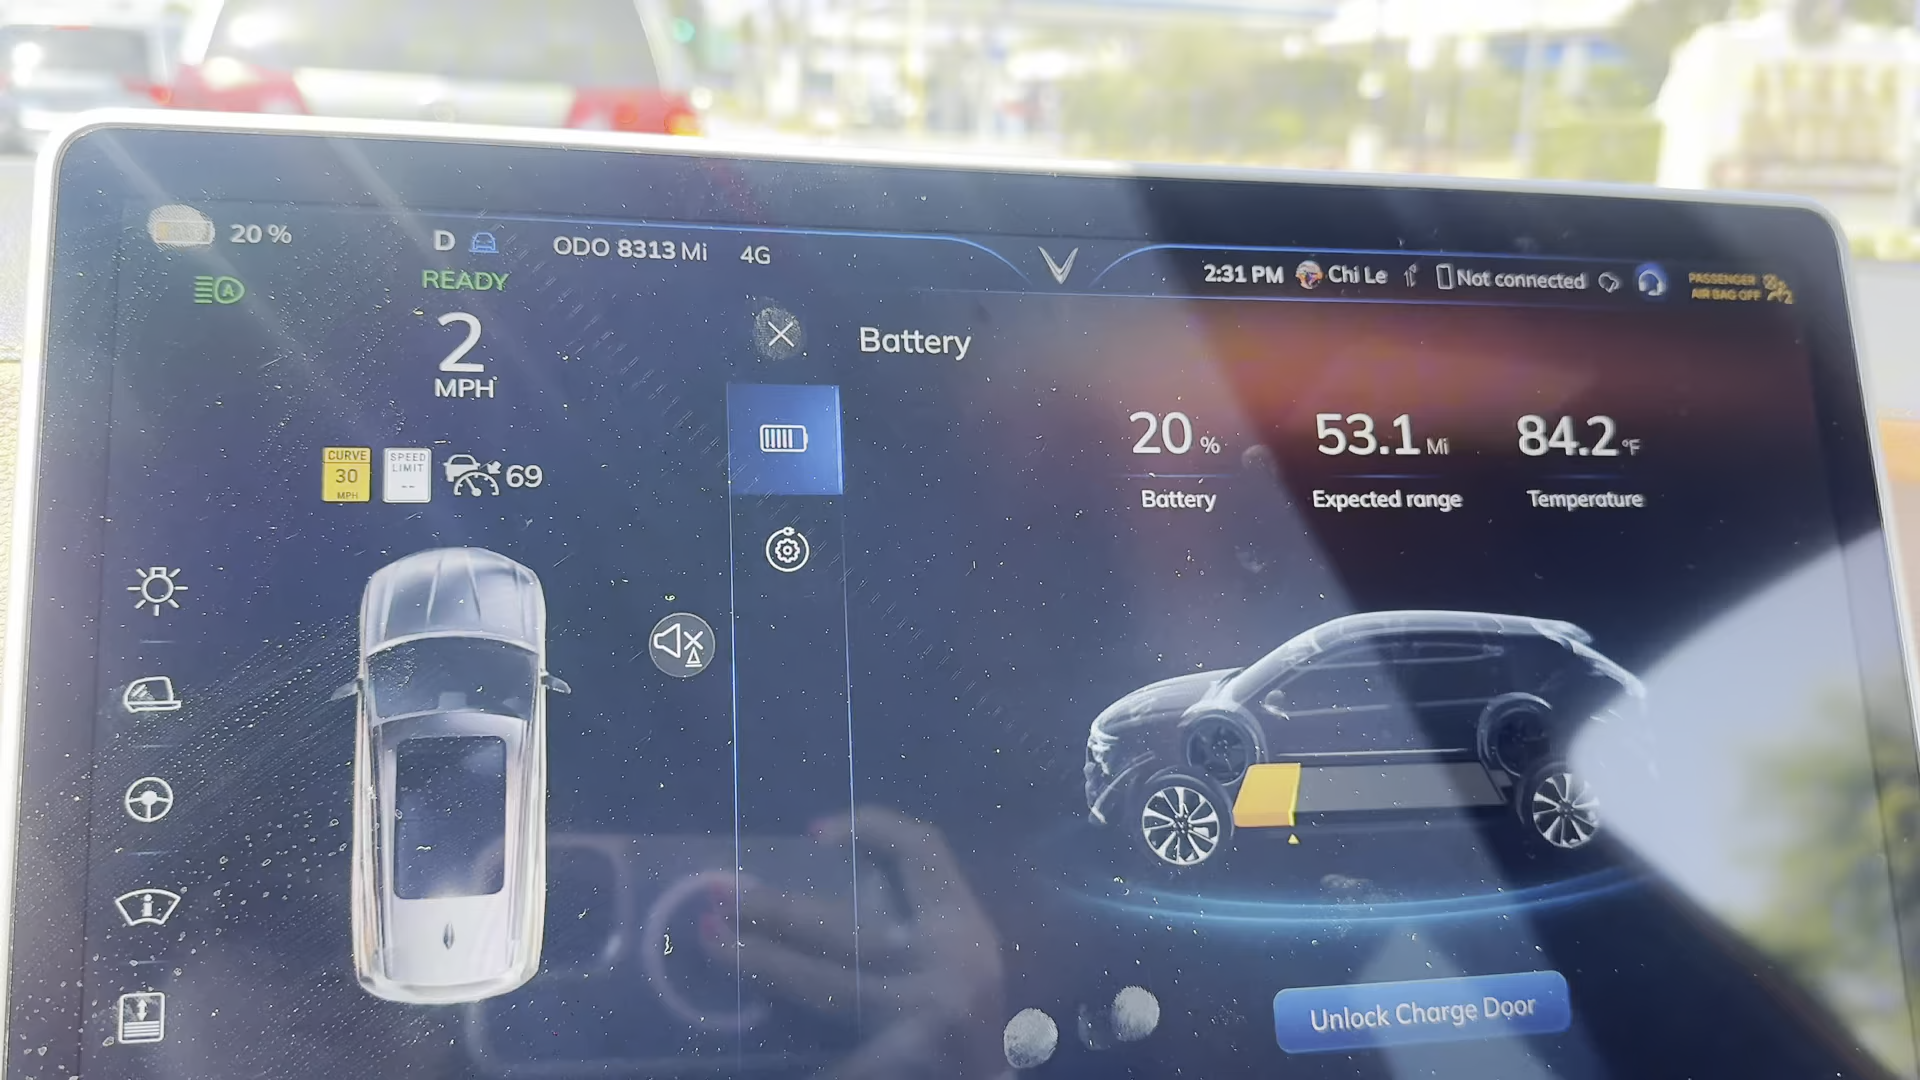 20 %
D
ODO 8313 Mi
4G
READY
2:31 PM
Chi Le
Not connected
PASSENGER
AIR BAG OFF
2
MPH
Battery
CURVE
30
MPH
SPEED
LIMIT
--
69
20 %
53.1 Mi
84.2 °F
Battery
Expected range
Temperature
Unlock Charge Door